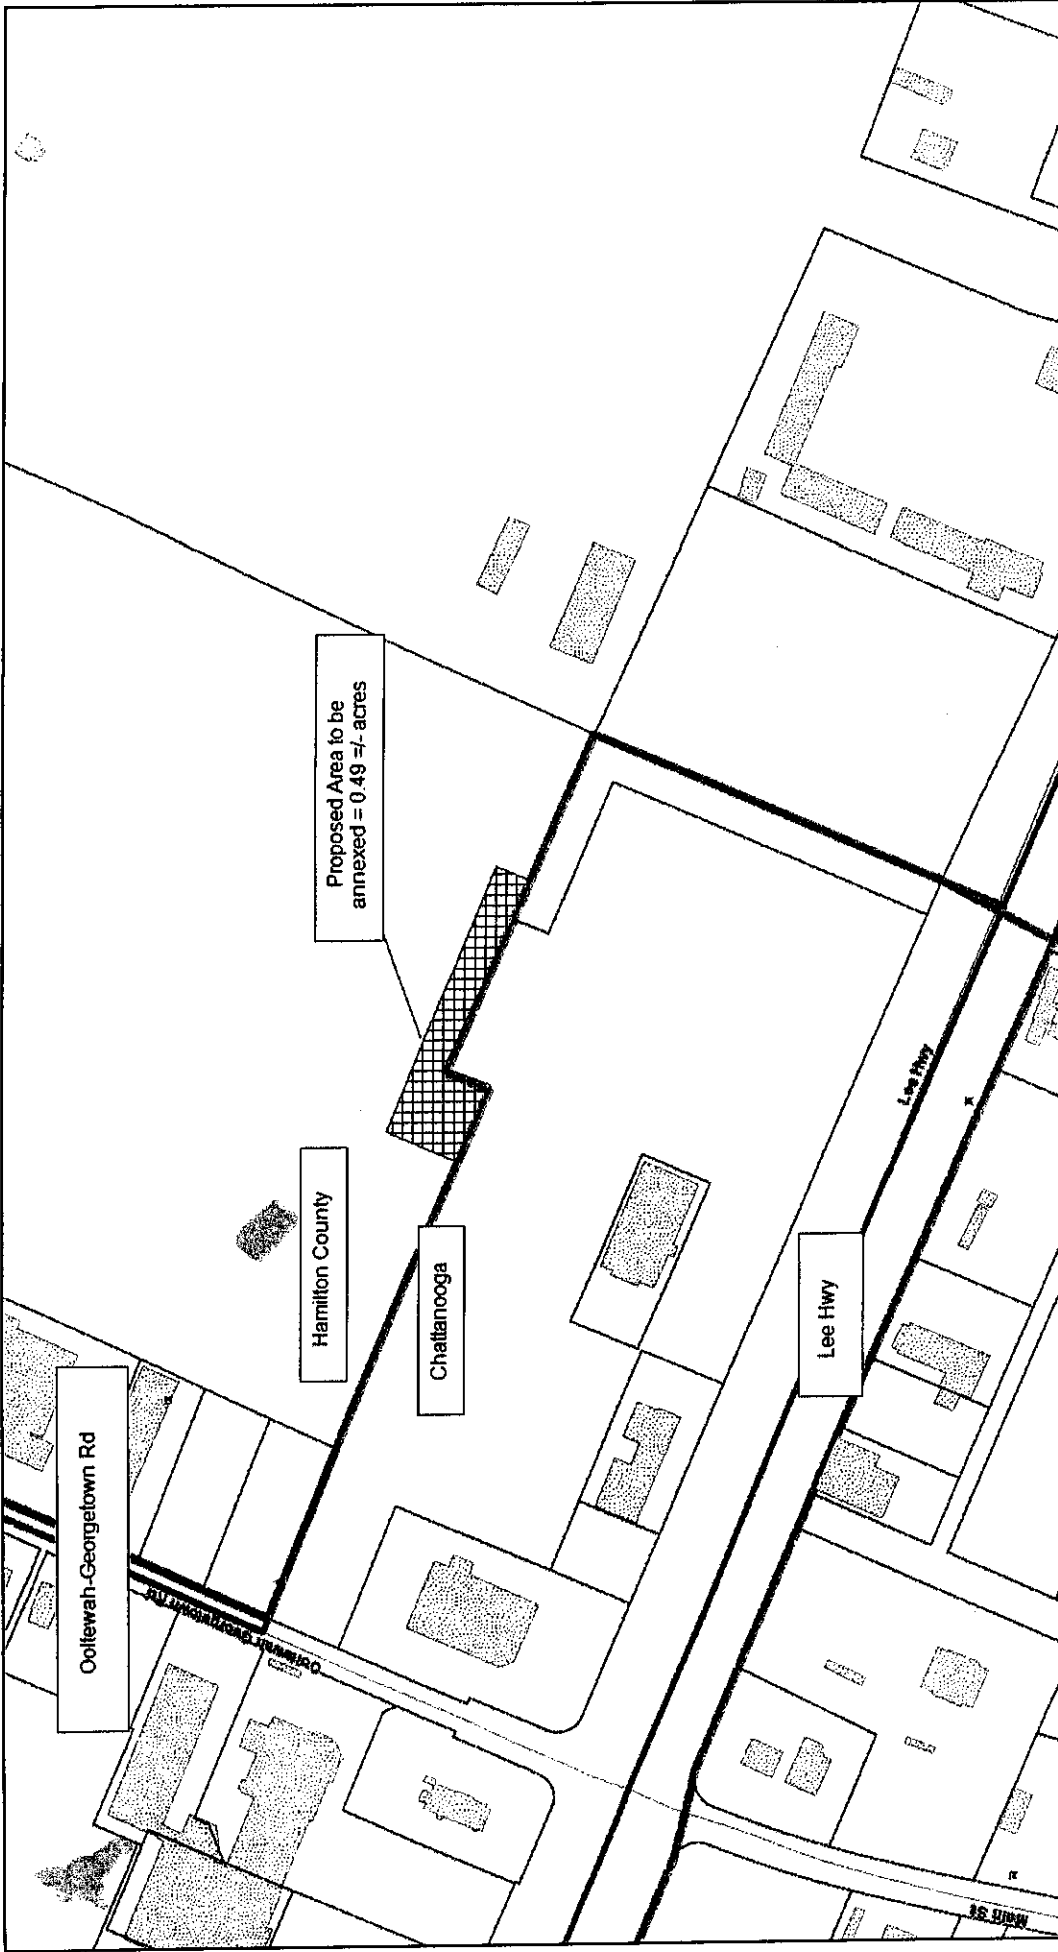 Ooltewah-Georgetown Rd
Ooltewah Georgetown Rd
Hamilton County
Proposed Area to be
annexed = 0.49 =/- acres
Chattanooga
Lee Hwy
Lee Hwy
Main St